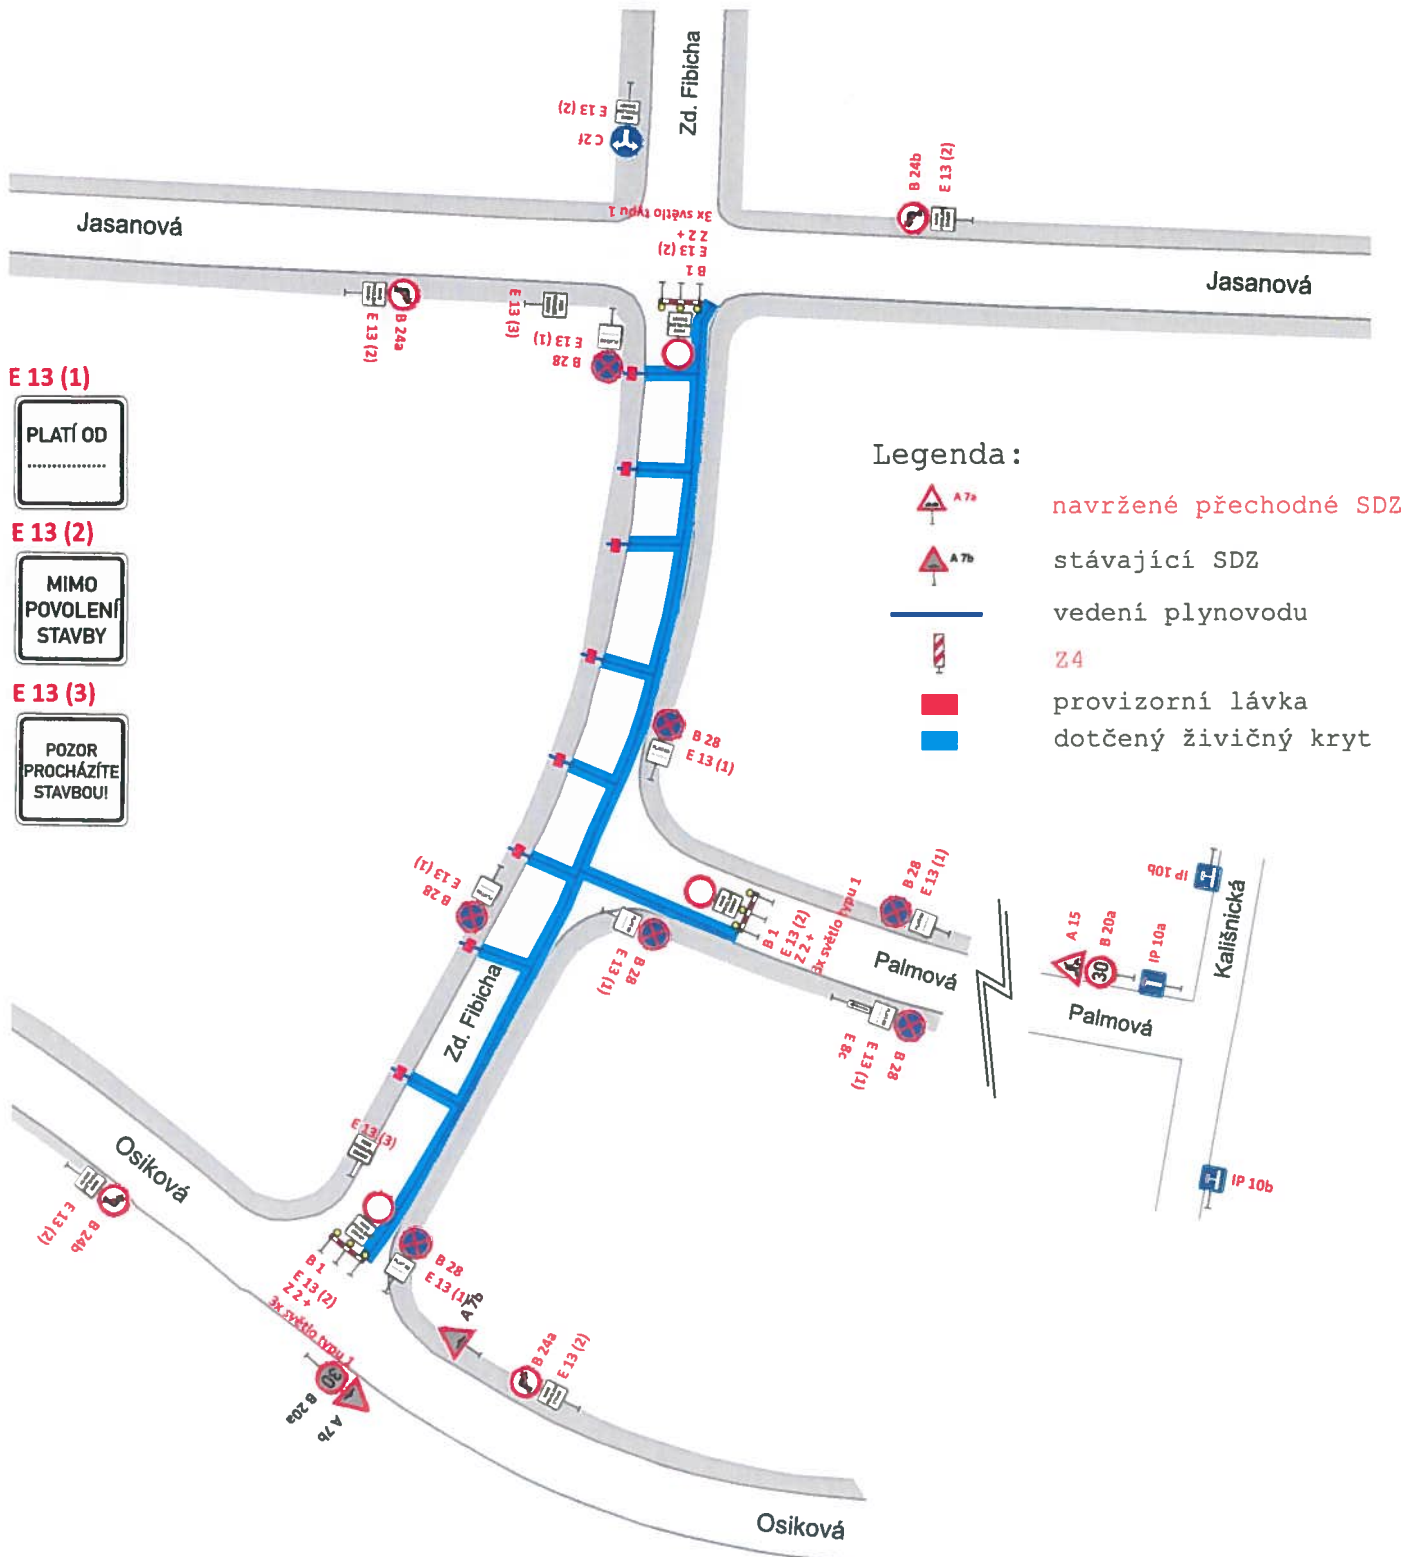 Zd. Fibicha
E 13 (2)
C 2f
B 24b
E 13 (2)
Jasanová
3x světlo typu 1
Z 2 +
E 13 (2)
B 1
Jasanová
E 13 (2)
B 24a
E 13 (3)
E 13 (1)
B 28
E 13 (1)
PLATÍ OD
E 13 (2)
MIMO
POVOLENÍ
STAVBY
E 13 (3)
POZOR
PROCHÁZÍTE
STAVBOU!
Legenda:
A 7a
navržené přechodné SDZ
A 7b
stávající SDZ
vedení plynovodu
Z4
provizorní lávka
dotčený živičný kryt
B 28
E 13 (1)
E 13 (1)
B 28
B 28
E 13 (1)
B 1
E 13 (2)
Z 2 +
3x světlo typu 1
E 13 (1)
B 28
Palmová
E 8c
E 13 (1)
B 28
IP 10b
Kališnická
A 15
B 20a
30
IP 10a
Palmová
IP 10b
Zd. Fibicha
E 13 (3)
Osiková
E 13 (2)
B 24b
B 1
E 13 (2)
Z 2 +
3x světlo typu 1
B 28
E 13 (1)
A 7b
B 24a
E 13 (2)
30
B 20a
A 7b
Osiková